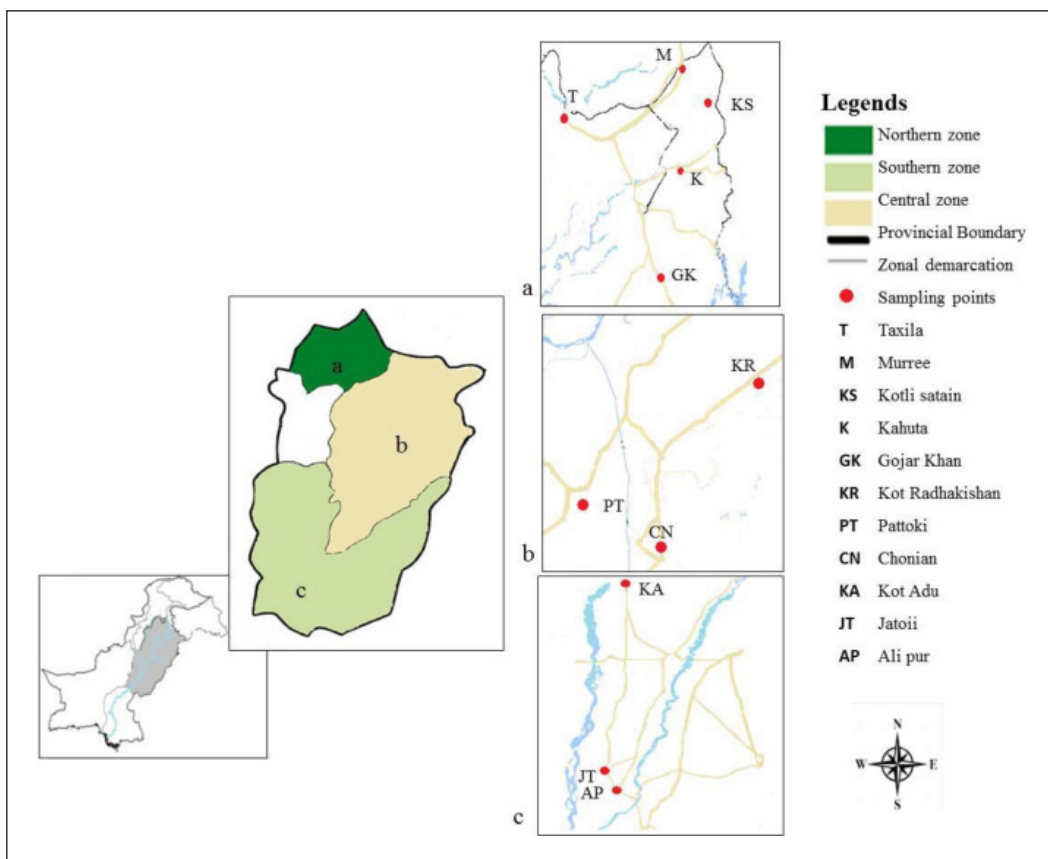 M
T
KS
K
GK
a
KR
PT
CN
b
KA
JT
AP
c
a
b
c
Legends
Northern zone
Southern zone
Central zone
Provincial Boundary
Zonal demarcation
Sampling points
T Taxila
M Murree
KS Kotli satain
K Kahuta
GK Gojar Khan
KR Kot Radhakishan
PT Pattoki
CN Chonian
KA Kot Adu
JT Jatoii
AP Ali pur
N
W E
S